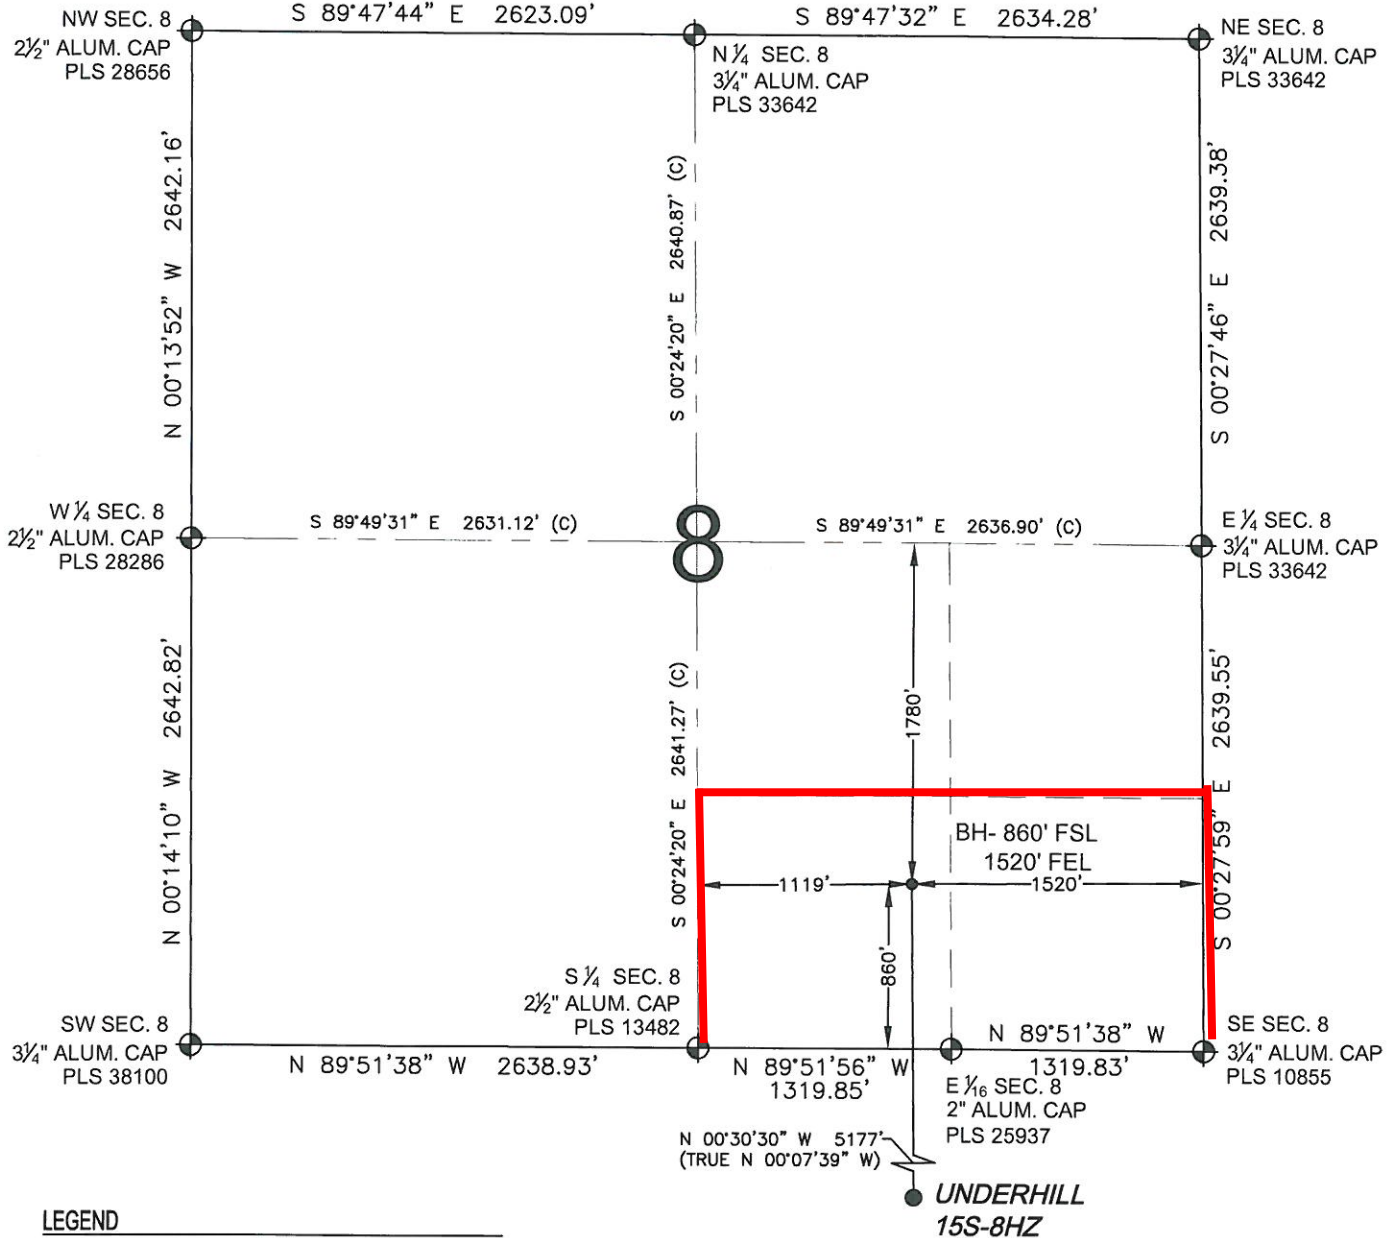 S 89°47'44" E 2623.09'
S 89°47'32" E 2634.28'
NW SEC. 8
2½" ALUM. CAP
PLS 28656
N ¼ SEC. 8
3¼" ALUM. CAP
PLS 33642
NE SEC. 8
3¼" ALUM. CAP
PLS 33642
N 00°13'52" W 2642.16'
S 00°24'20" E 2640.87' (C)
S 00°27'46" E 2639.38'
W ¼ SEC. 8
2½" ALUM. CAP
PLS 28286
S 89°49'31" E 2631.12' (C)
8
S 89°49'31" E 2636.90' (C)
E ¼ SEC. 8
3¼" ALUM. CAP
PLS 33642
N 00°14'10" W 2642.82'
S 00°24'20" E 2641.27' (C)
1780'
S 00°27'59" E 2639.55'
BH- 860' FSL
1520' FEL
1119'
1520'
860'
S ¼ SEC. 8
2½" ALUM. CAP
PLS 13482
SW SEC. 8
3¼" ALUM. CAP
PLS 38100
N 89°51'38" W 2638.93'
N 89°51'56" W
1319.85'
N 89°51'38" W
1319.83'
SE SEC. 8
3¼" ALUM. CAP
PLS 10855
E 1⁄16 SEC. 8
2" ALUM. CAP
PLS 25937
N 00°30'30" W 5177'
(TRUE N 00°07'39" W)
UNDERHILL
15S-8HZ
LEGEND